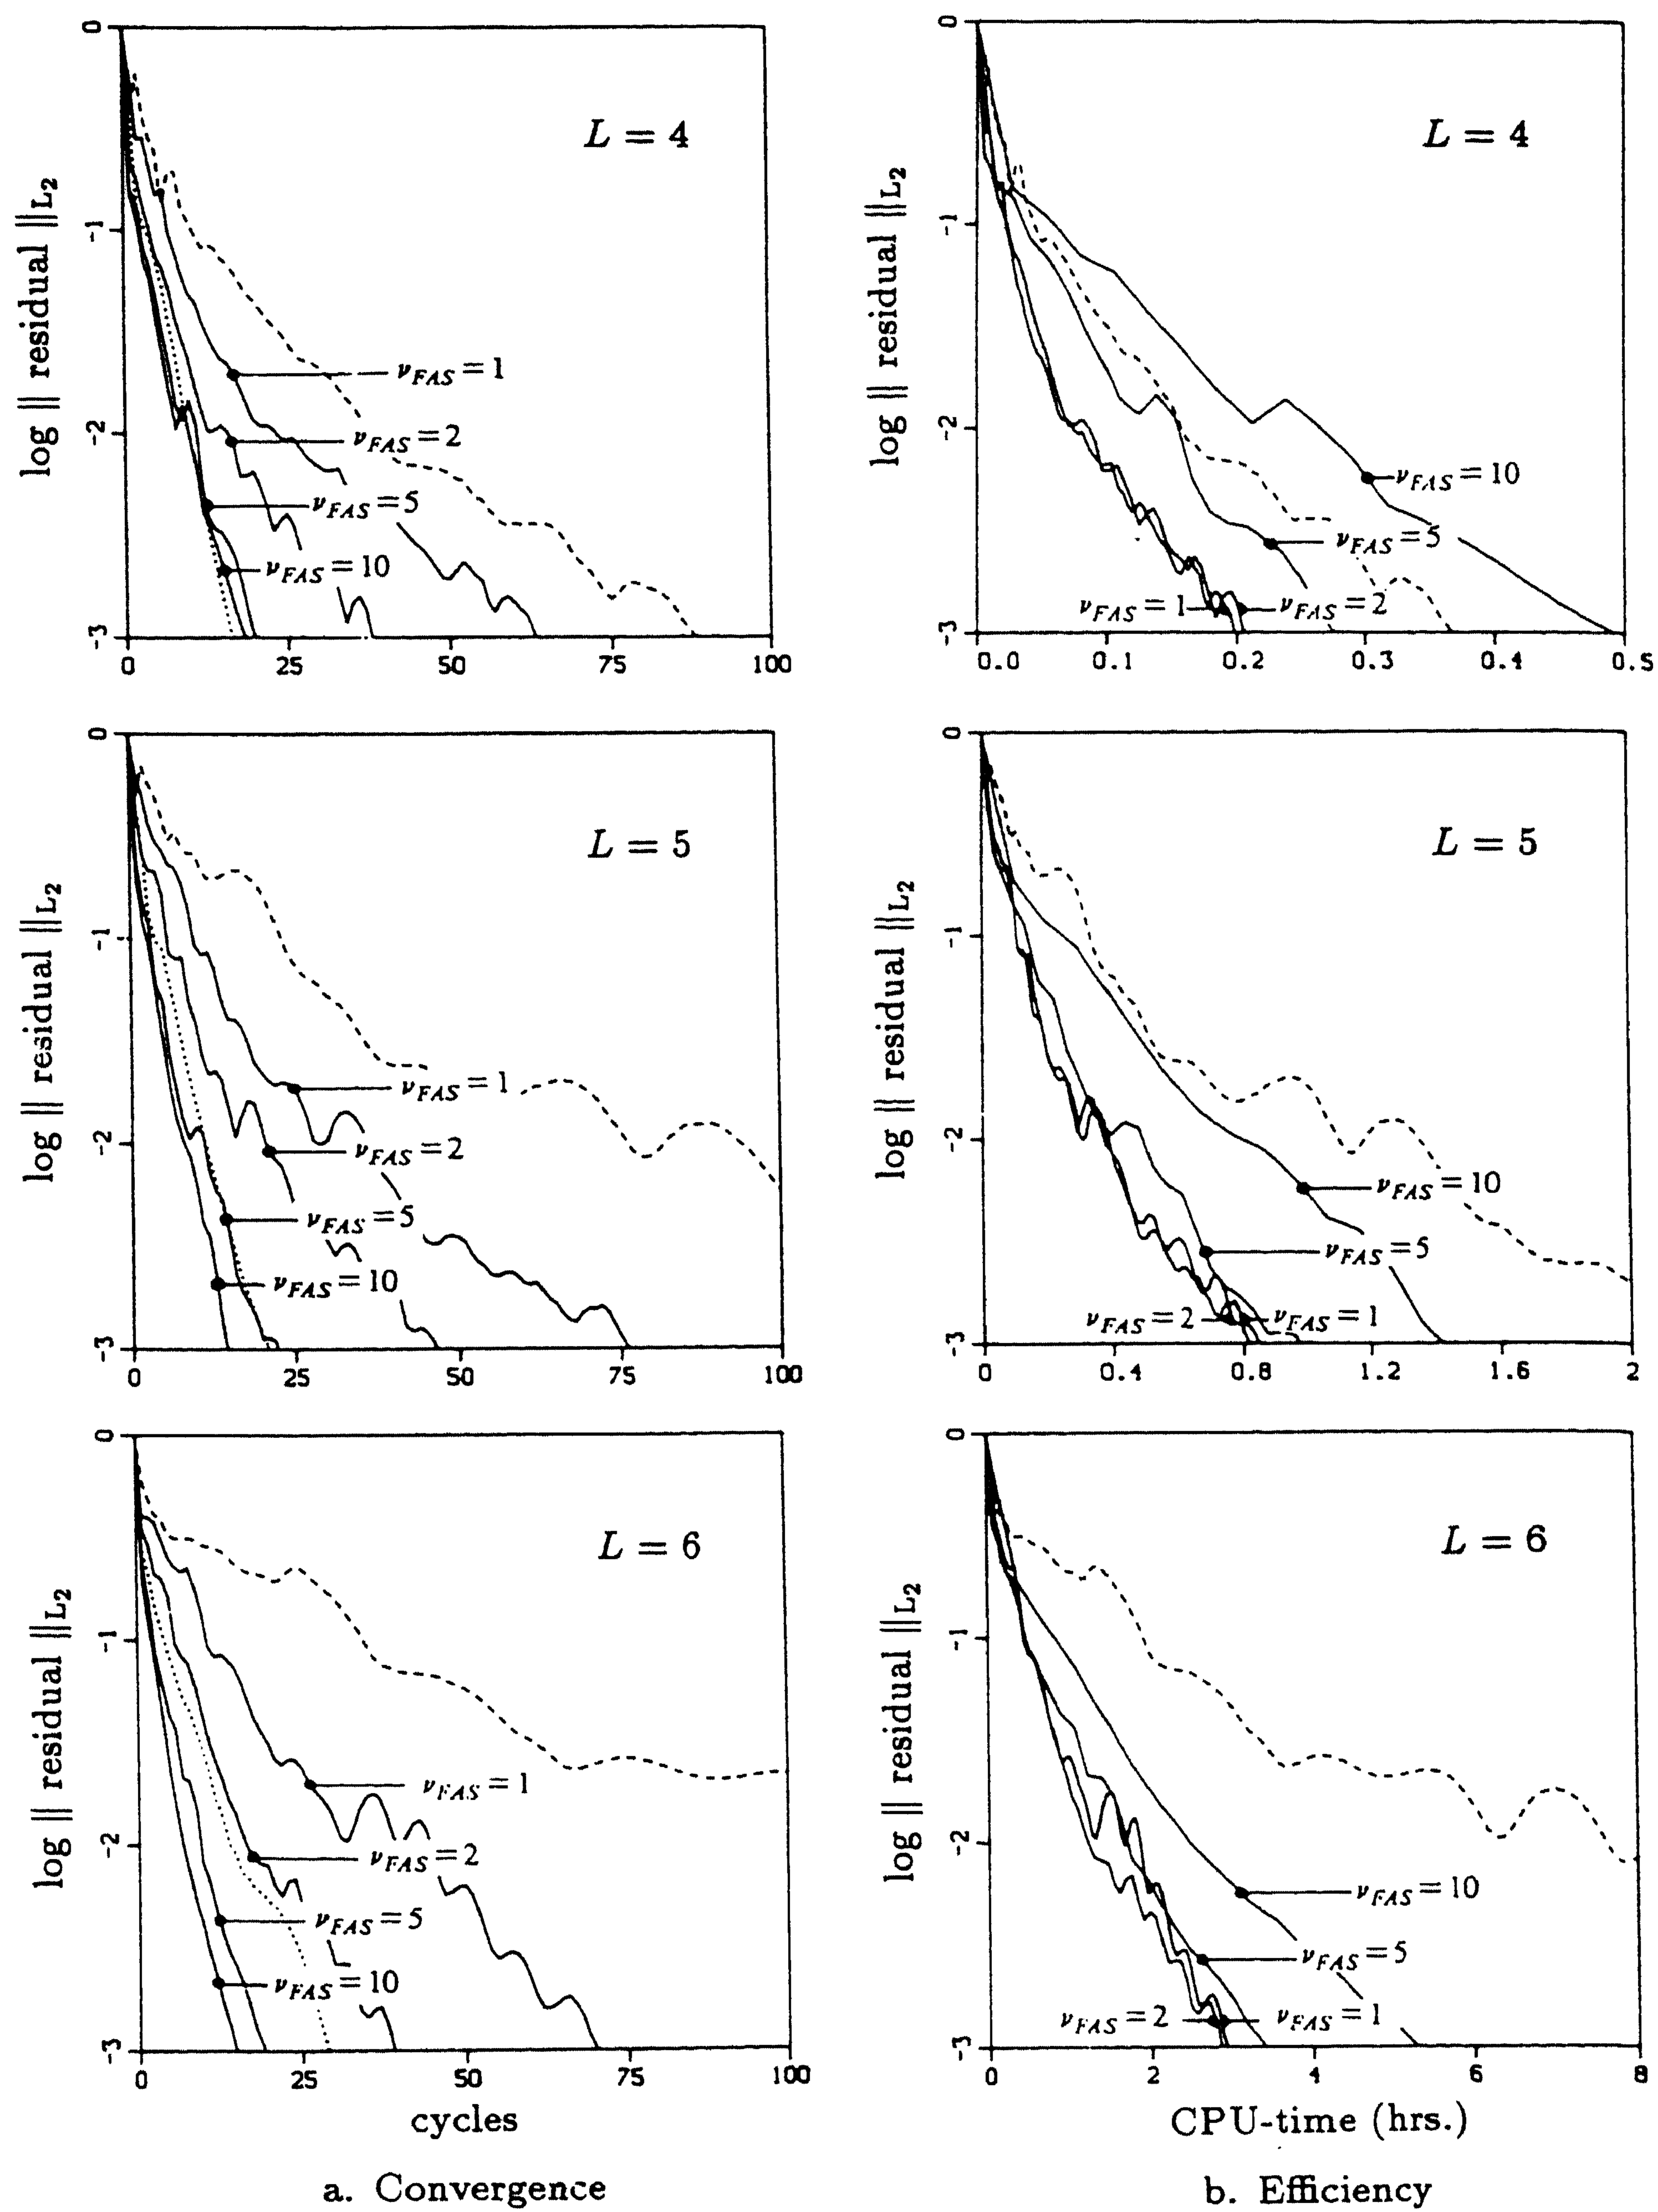 0
-1
-2
-3
log || residual ||L₂
L = 4
νFAS = 1
νFAS = 2
νFAS = 5
νFAS = 10
0 25 50 75 100
0
-1
-2
-3
log || residual ||L₂
L = 4
νFAS = 10
νFAS = 5
νFAS = 1
νFAS = 2
0.0 0.1 0.2 0.3 0.4 0.5
0
-1
-2
-3
log || residual ||L₂
L = 5
νFAS = 1
νFAS = 2
νFAS = 5
νFAS = 10
0 25 50 75 100
0
-1
-2
-3
log || residual ||L₂
L = 5
νFAS = 10
νFAS = 5
νFAS = 2
νFAS = 1
0 0.4 0.8 1.2 1.6 2
0
-1
-2
-3
log || residual ||L₂
L = 6
νFAS = 1
νFAS = 2
νFAS = 5
νFAS = 10
0 25 50 75 100
cycles
a. Convergence
0
-1
-2
-3
log || residual ||L₂
L = 6
νFAS = 10
νFAS = 5
νFAS = 2
νFAS = 1
0 2 4 6 8
CPU-time (hrs.)
b. Efficiency